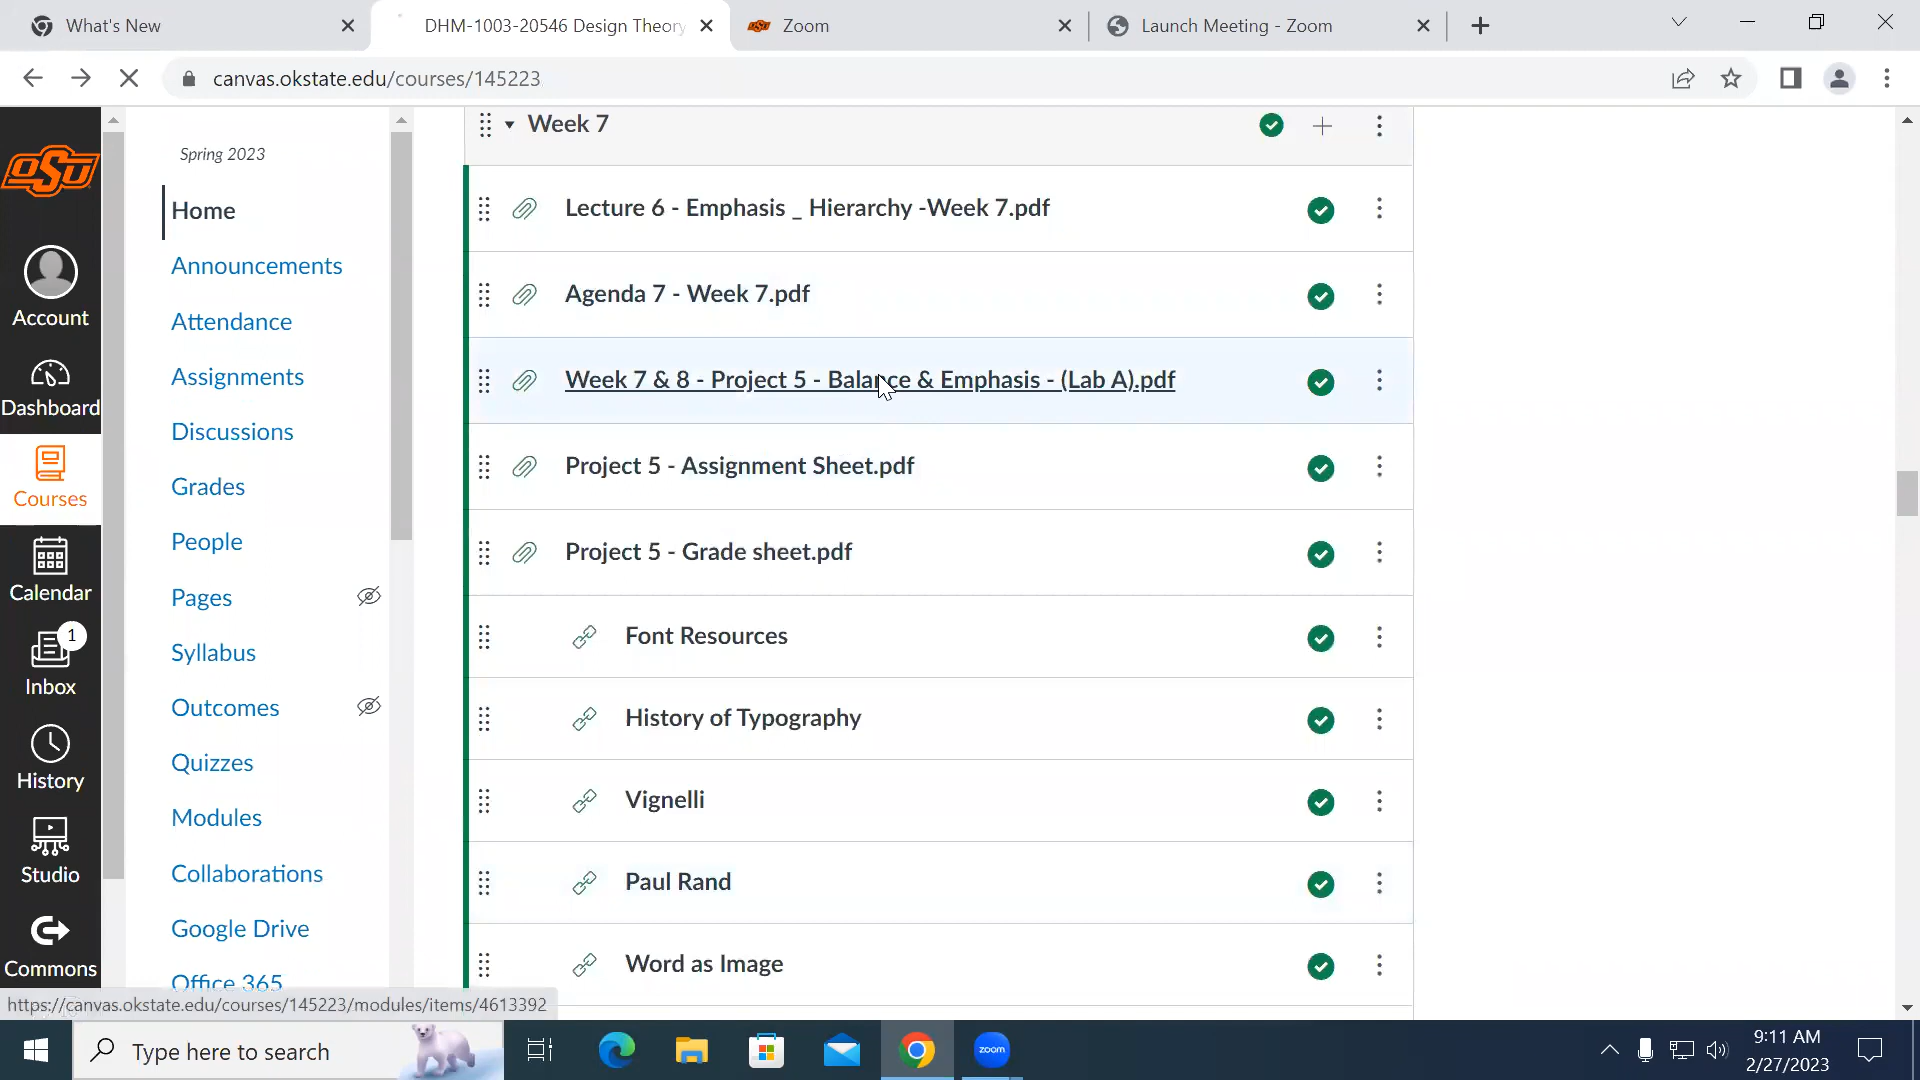 What's New
DHM-1003-20546 Design Theory
Zoom
Launch Meeting - Zoom
canvas.okstate.edu/courses/145223
OSU
Account
Dashboard
Courses
Calendar
1
Inbox
History
Studio
Commons
Spring 2023
Home
Announcements
Attendance
Assignments
Discussions
Grades
People
Pages
Syllabus
Outcomes
Quizzes
Modules
Collaborations
Google Drive
Office 365
Week 7
Lecture 6 - Emphasis _ Hierarchy -Week 7.pdf
Agenda 7 - Week 7.pdf
Week 7 & 8 - Project 5 - Balance & Emphasis - (Lab A).pdf
Project 5 - Assignment Sheet.pdf
Project 5 - Grade sheet.pdf
Font Resources
History of Typography
Vignelli
Paul Rand
Word as Image
https://canvas.okstate.edu/courses/145223/modules/items/4613392
Type here to search
zoom
9:11 AM
2/27/2023